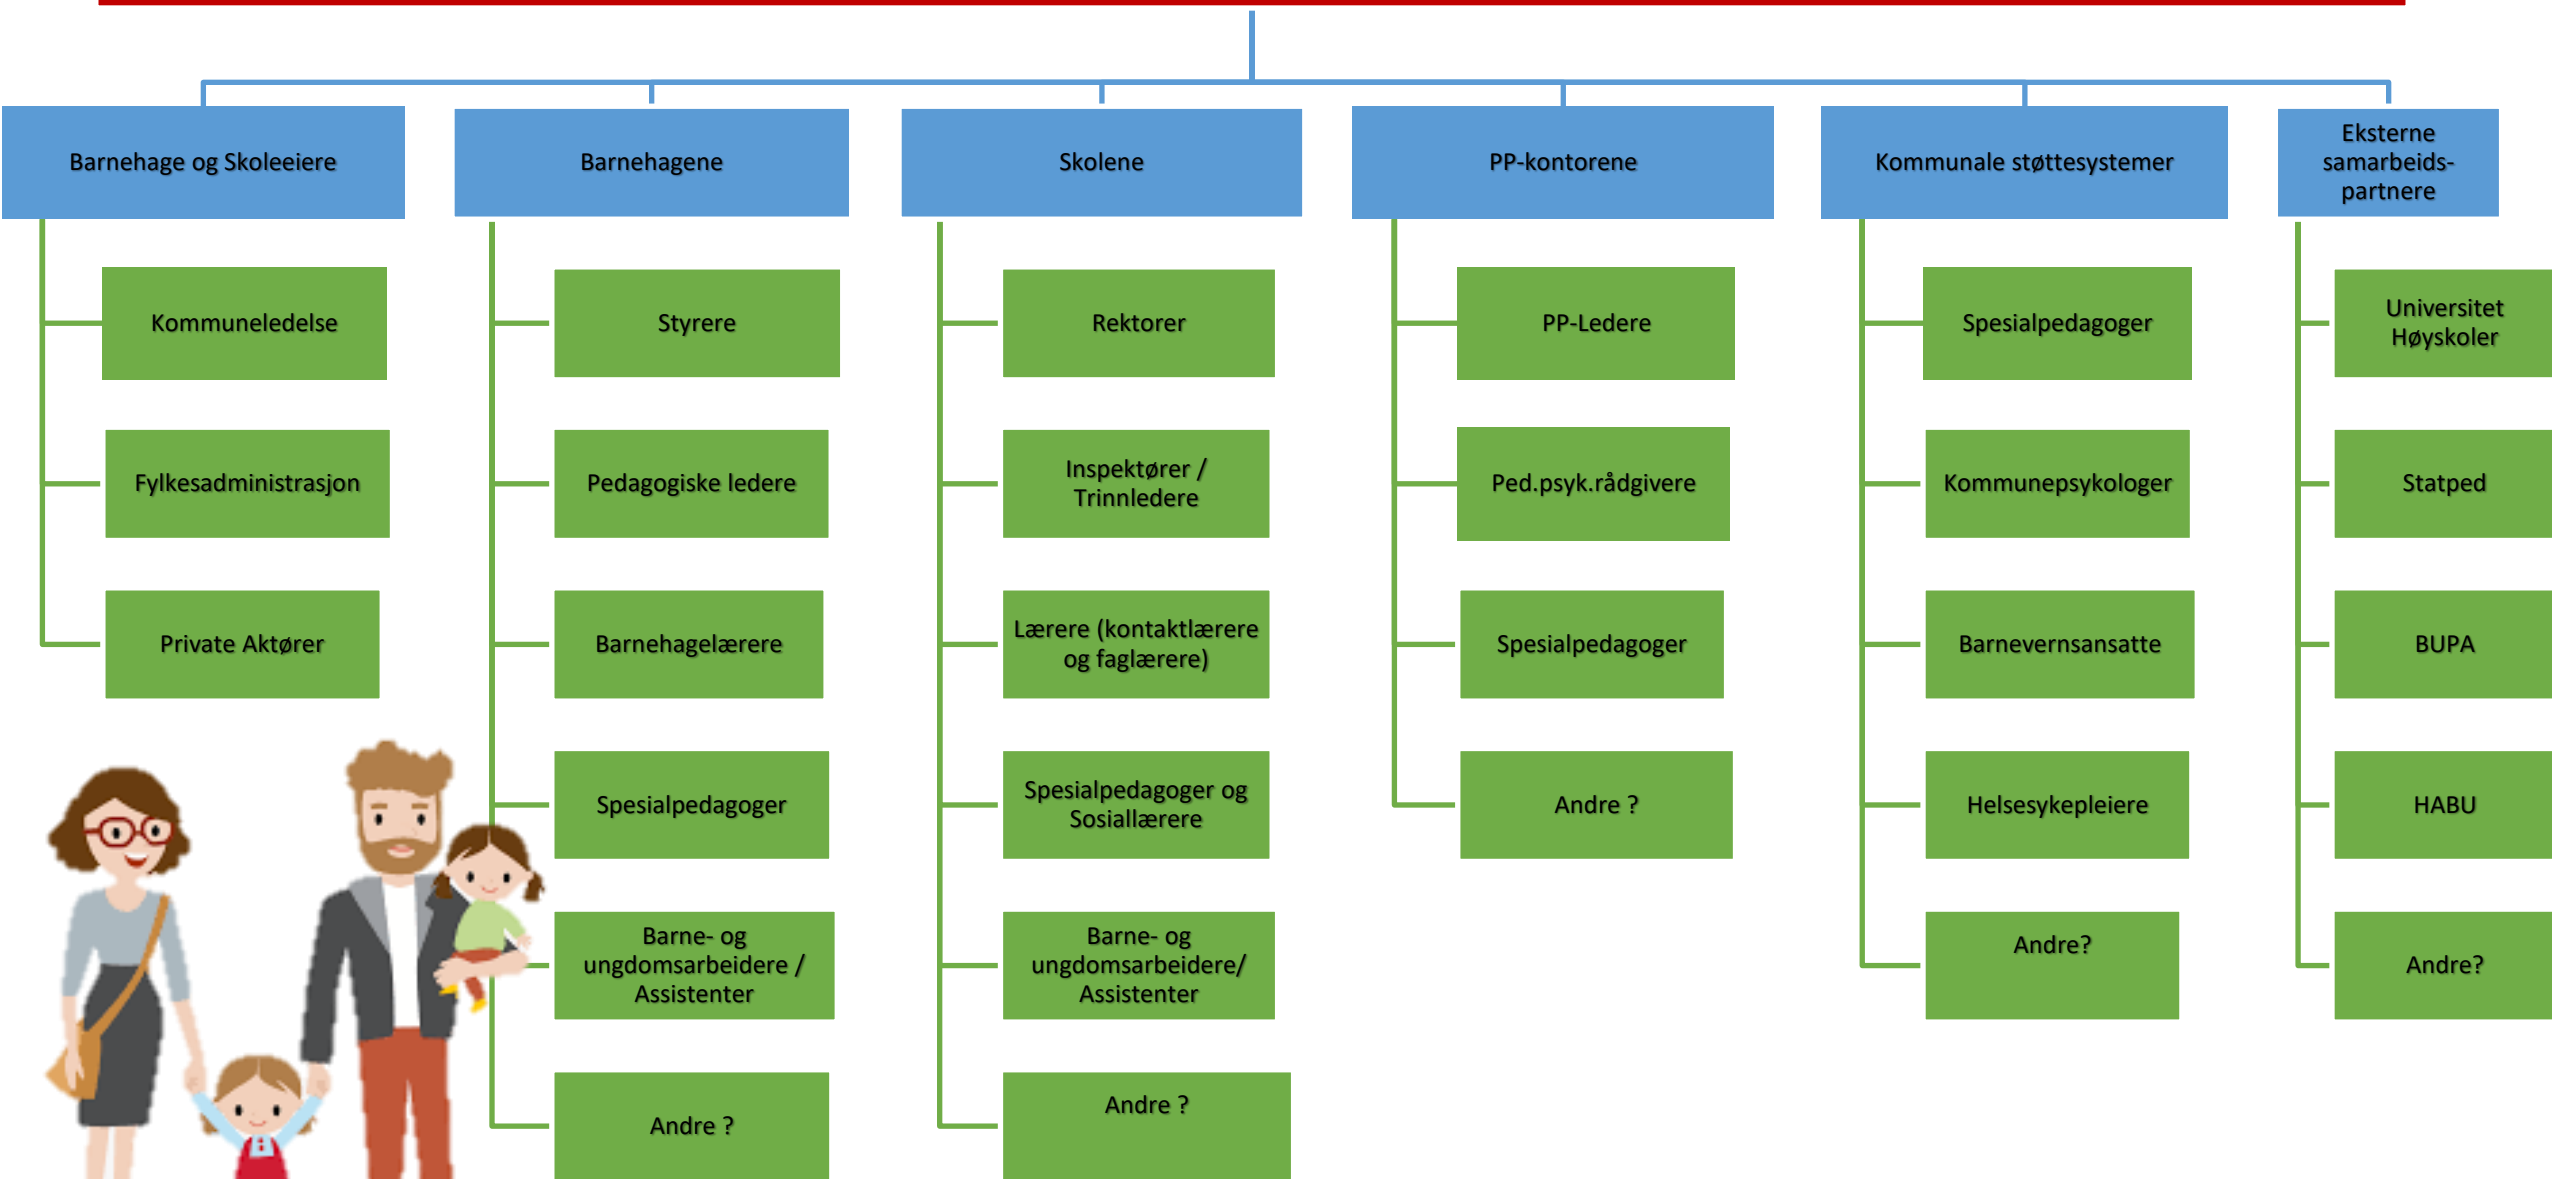 Barnehage og Skoleeiere
Kommuneledelse
Fylkesadministrasjon
Private Aktører
Barnehagene
Styrere
Pedagogiske ledere
Barnehagelærere
Spesialpedagoger
Barne- og
ungdomsarbeidere /
Assistenter
Andre ?
Skolene
Rektorer
Inspektører /
Trinnledere
Lærere (kontaktlærere
og faglærere)
Spesialpedagoger og
Sosiallærere
Barne- og
ungdomsarbeidere/
Assistenter
Andre ?
PP-kontorene
PP-Ledere
Ped.psyk.rådgivere
Spesialpedagoger
Andre ?
Kommunale støttesystemer
Spesialpedagoger
Kommunepsykologer
Barnevernsansatte
Helsesykepleiere
Andre?
Eksterne
samarbeids-
partnere
Universitet
Høyskoler
Statped
BUPA
HABU
Andre?